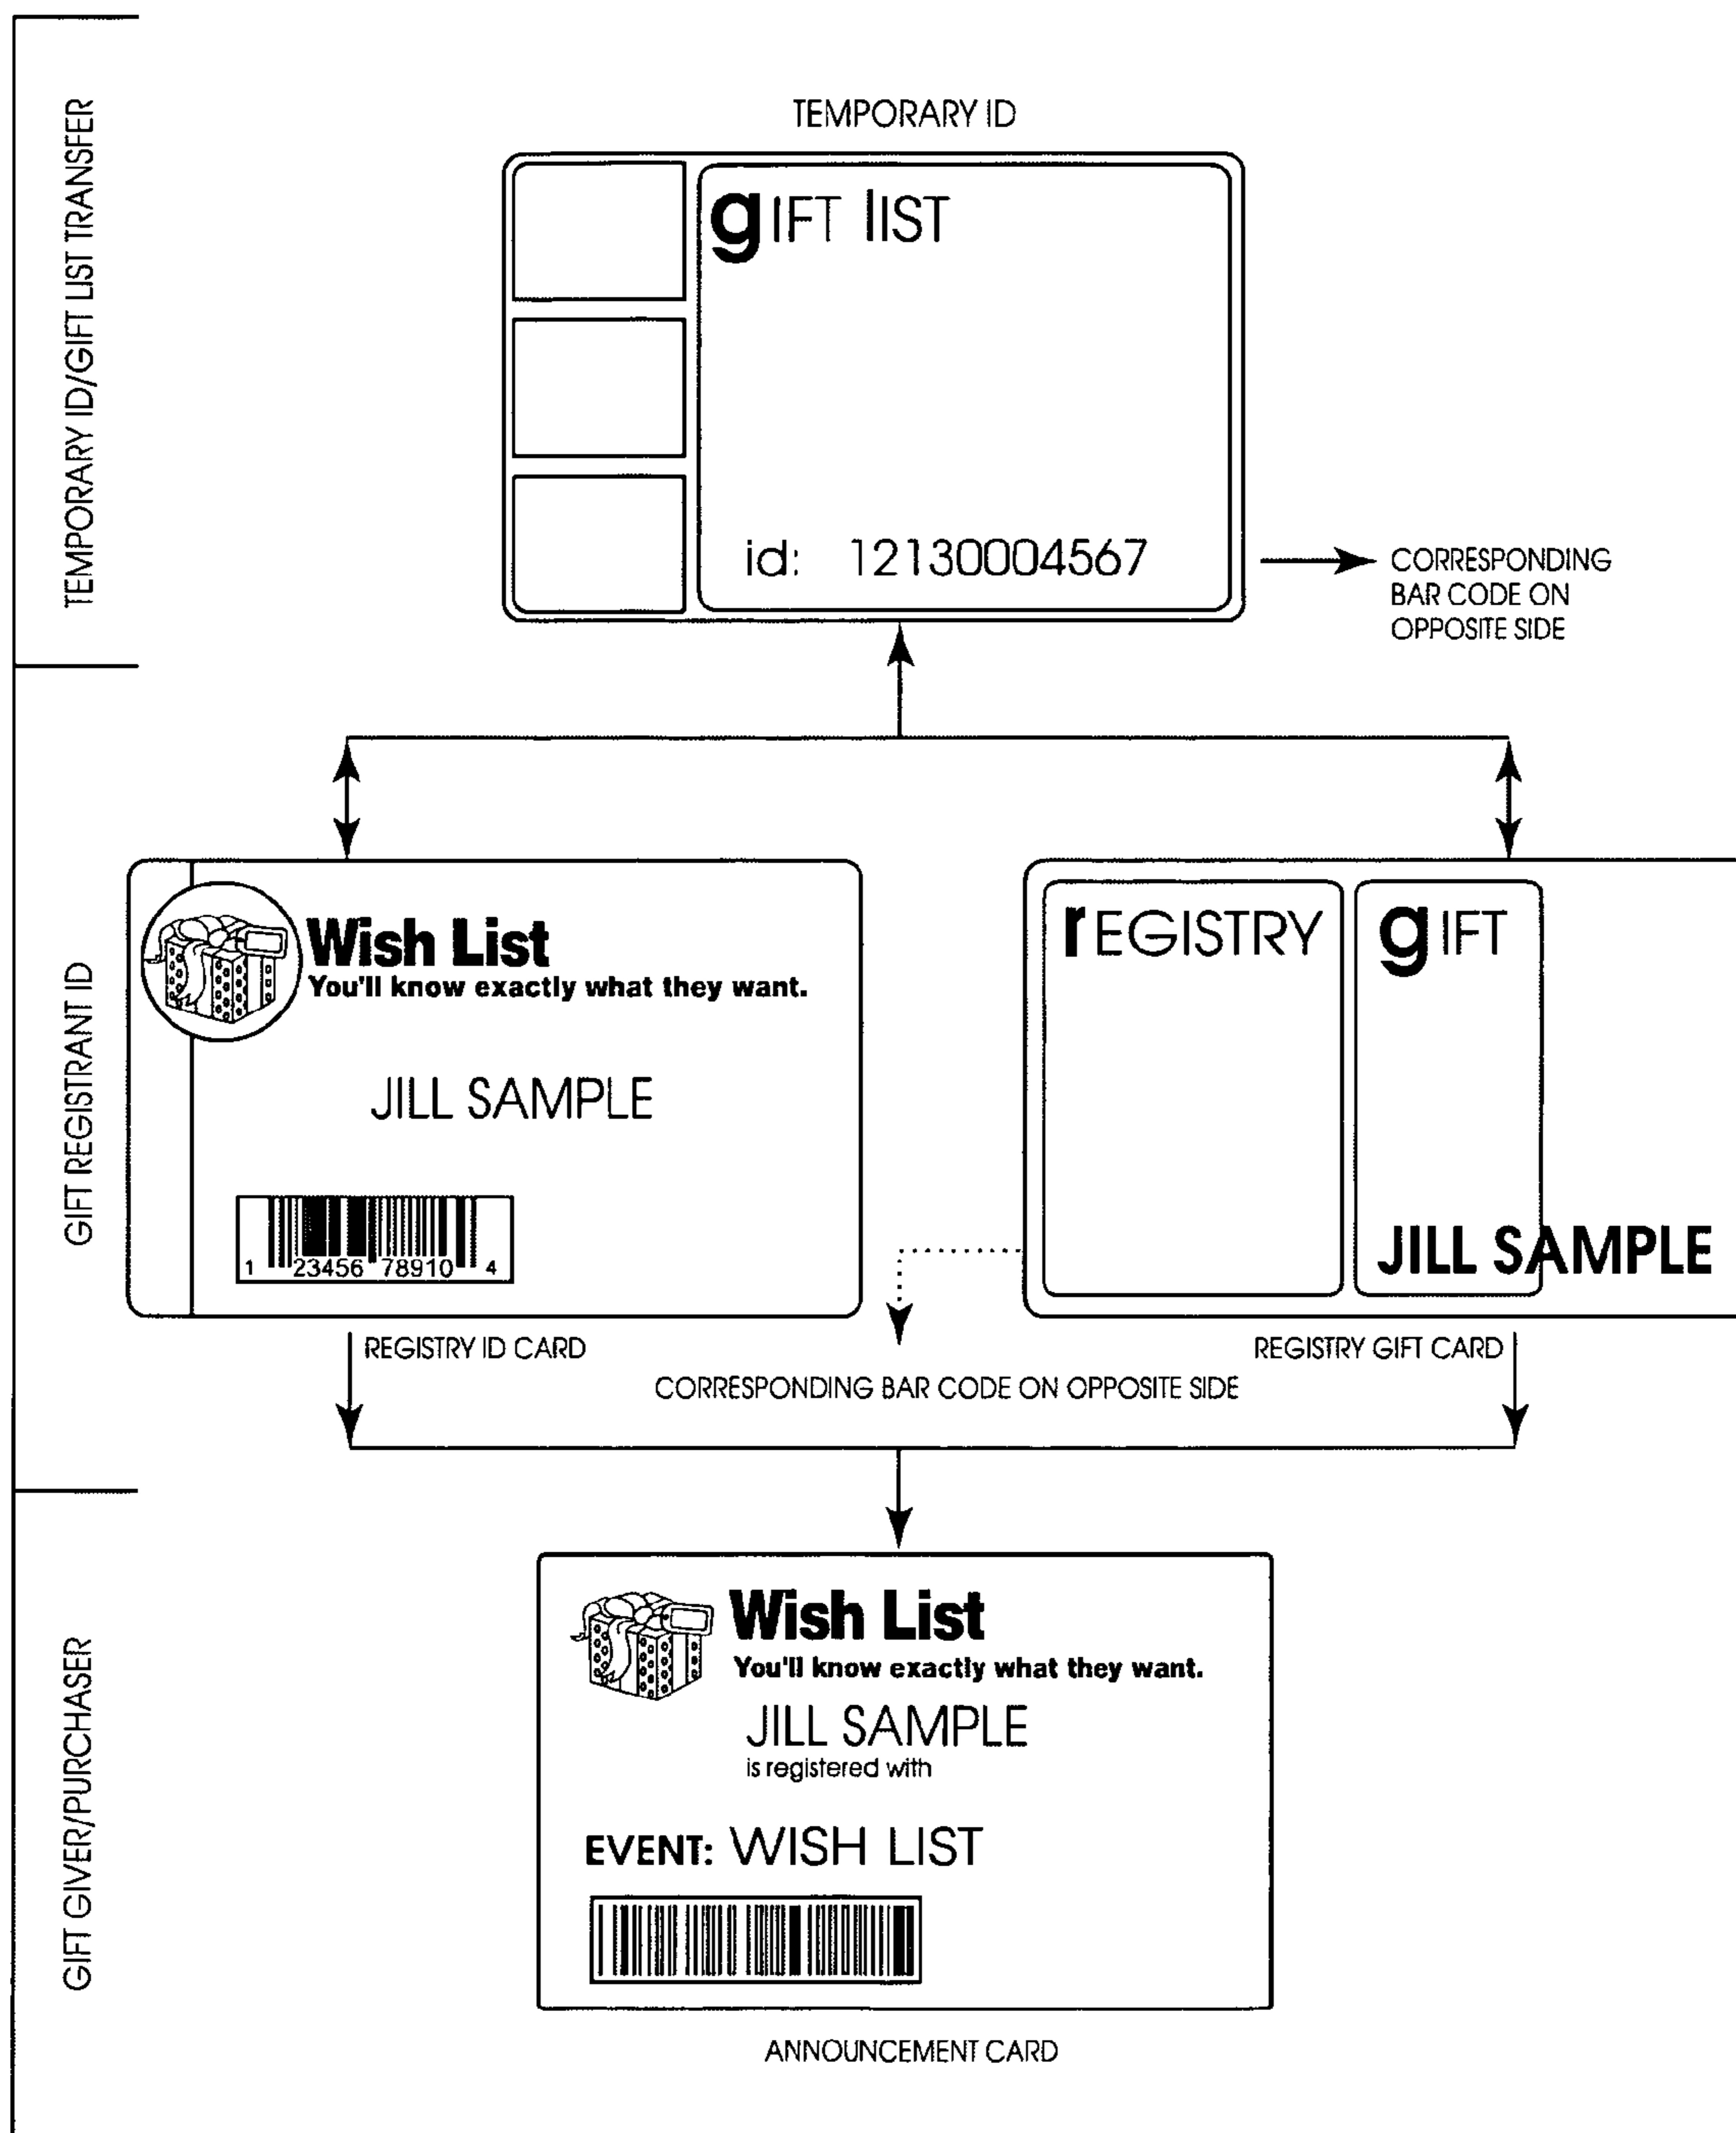 TEMPORARY ID/GIFT LIST TRANSFER
TEMPORARY ID
gIFT lIST
id: 12130004567
CORRESPONDING
BAR CODE ON
OPPOSITE SIDE
GIFT REGISTRANT ID
Wish List
You'll know exactly what they want.
JILL SAMPLE
1 23456 78910 4
REGISTRY ID CARD
rEGISTRY
gIFT
JILL SAMPLE
REGISTRY GIFT CARD
CORRESPONDING BAR CODE ON OPPOSITE SIDE
GIFT GIVER/PURCHASER
Wish List
You'll know exactly what they want.
JILL SAMPLE
is registered with
EVENT: WISH LIST
ANNOUNCEMENT CARD